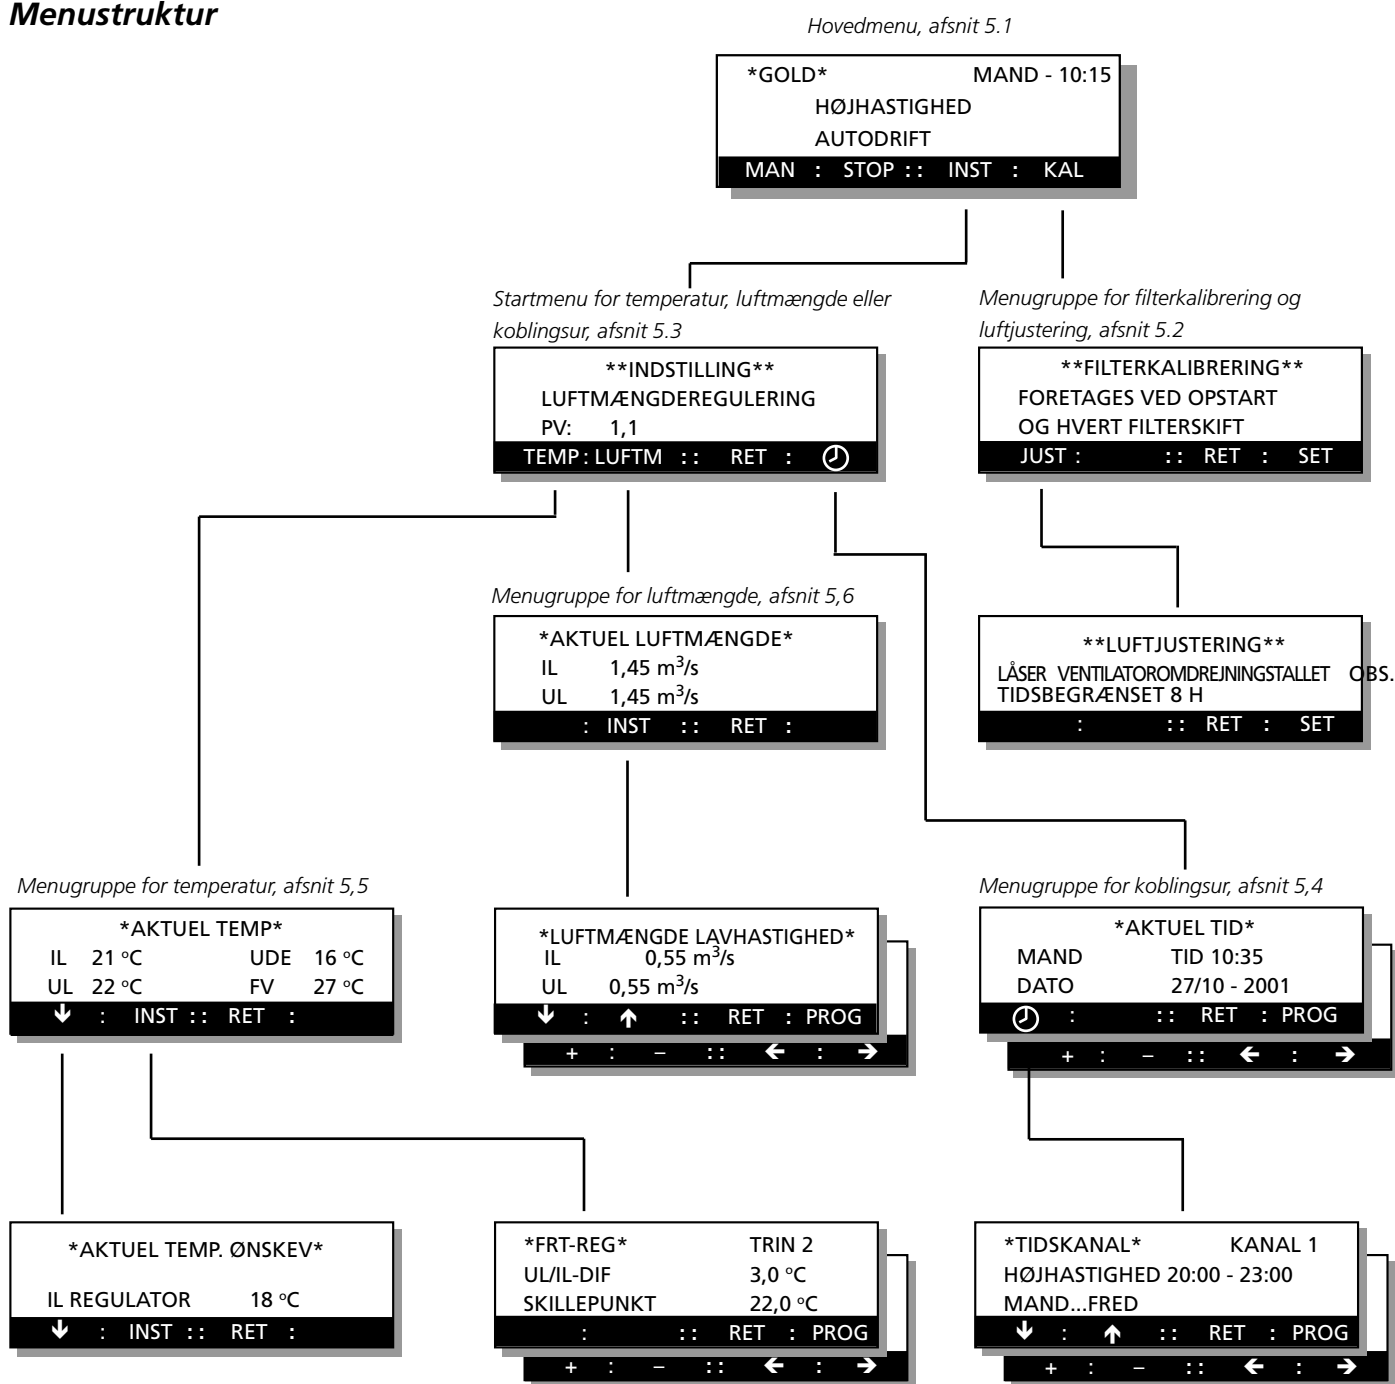 Menustruktur
Hovedmenu, afsnit 5.1
*GOLD* MAND - 10:15
HØJHASTIGHED
AUTODRIFT
MAN : STOP :: INST : KAL
Startmenu for temperatur, luftmængde eller
koblingsur, afsnit 5.3
**INDSTILLING**
LUFTMÆNGDEREGULERING
PV: 1,1
TEMP : LUFTM :: RET :
Menugruppe for filterkalibrering og
luftjustering, afsnit 5.2
**FILTERKALIBRERING**
FORETAGES VED OPSTART
OG HVERT FILTERSKIFT
JUST : :: RET : SET
Menugruppe for luftmængde, afsnit 5,6
*AKTUEL LUFTMÆNGDE*
IL 1,45 m³/s
UL 1,45 m³/s
: INST :: RET :
**LUFTJUSTERING**
LÅSER VENTILATOROMDREJNINGSTALLET OBS.
TIDSBEGRÆNSET 8 H
: :: RET : SET
Menugruppe for temperatur, afsnit 5,5
*AKTUEL TEMP*
IL 21 °C UDE 16 °C
UL 22 °C FV 27 °C
↓ : INST :: RET :
*LUFTMÆNGDE LAVHASTIGHED*
IL 0,55 m³/s
UL 0,55 m³/s
↓ : ↑ :: RET : PROG
+ : – :: ← : →
Menugruppe for koblingsur, afsnit 5,4
*AKTUEL TID*
MAND TID 10:35
DATO 27/10 - 2001
: :: RET : PROG
+ : – :: ← : →
*AKTUEL TEMP. ØNSKEV*
IL REGULATOR 18 °C
↓ : INST :: RET :
*FRT-REG* TRIN 2
UL/IL-DIF 3,0 °C
SKILLEPUNKT 22,0 °C
: :: RET : PROG
+ : – :: ← : →
*TIDSKANAL* KANAL 1
HØJHASTIGHED 20:00 - 23:00
MAND...FRED
↓ : ↑ :: RET : PROG
+ : – :: ← : →